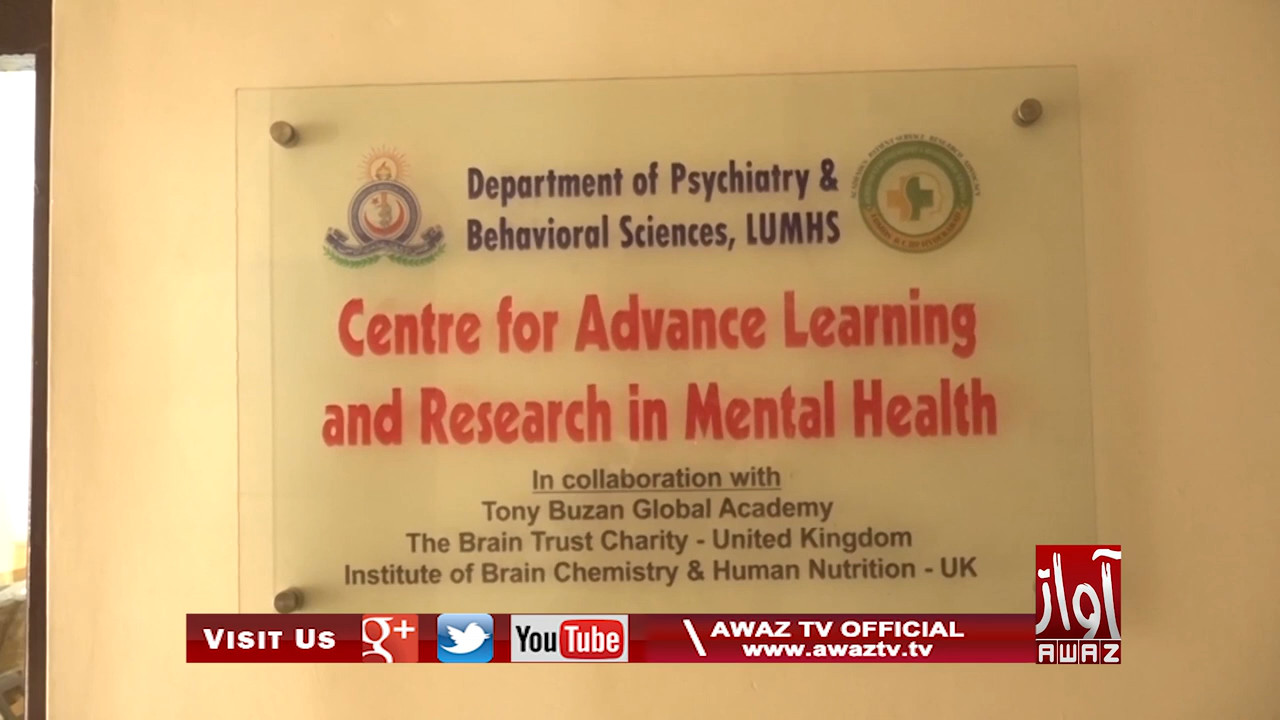 Department of Psychiatry &
Behavioral Sciences, LUMHS
Centre for Advance Learning
and Research in Mental Health
In collaboration with
Tony Buzan Global Academy
The Brain Trust Charity - United Kingdom
Institute of Brain Chemistry & Human Nutrition - UK
آواز
AWAZ
VISIT US g+ You Tube \ AWAZ TV OFFICIAL
www.awaztv.tv